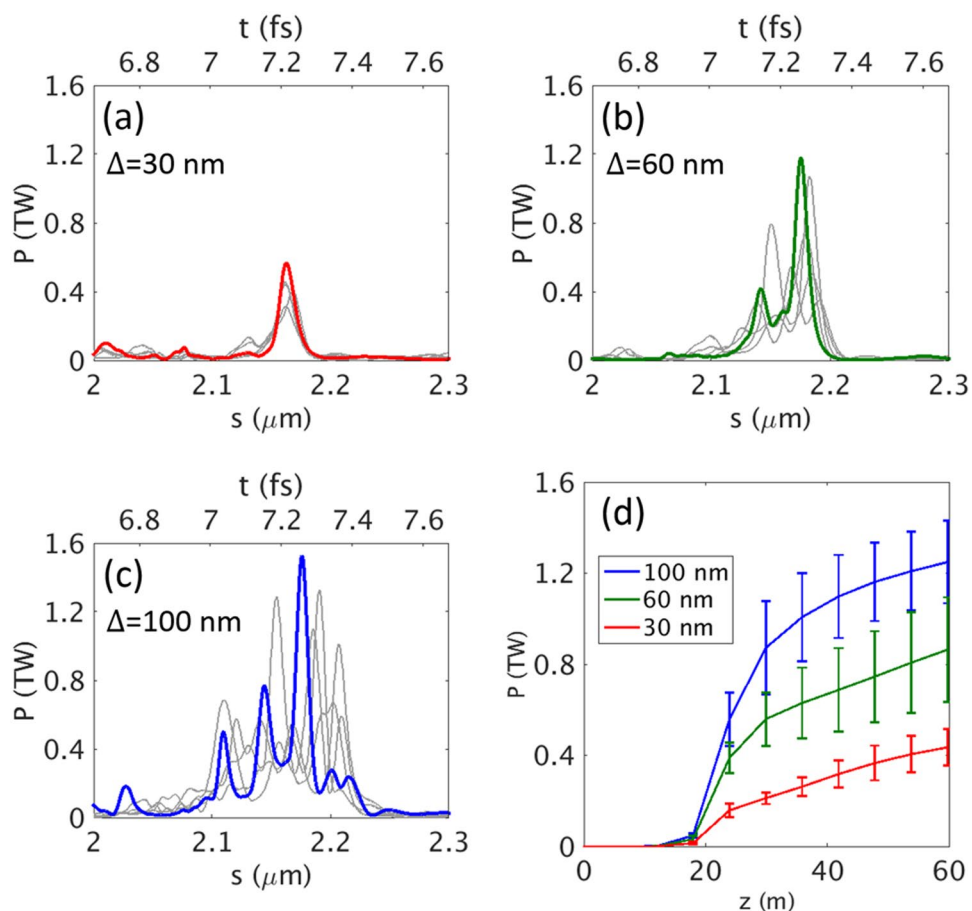 t (fs)
6.8 7 7.2 7.4 7.6
1.6
1.2
0.8
0.4
0
P (TW)
(a)
Δ=30 nm
2 2.1 2.2 2.3
s (μm)
t (fs)
6.8 7 7.2 7.4 7.6
1.6
1.2
0.8
0.4
0
P (TW)
(b)
Δ=60 nm
2 2.1 2.2 2.3
s (μm)
t (fs)
6.8 7 7.2 7.4 7.6
1.6
1.2
0.8
0.4
0
P (TW)
(c)
Δ=100 nm
2 2.1 2.2 2.3
s (μm)
1.6
1.2
0.8
0.4
0
P (TW)
(d)
100 nm
60 nm
30 nm
0 20 40 60
z (m)